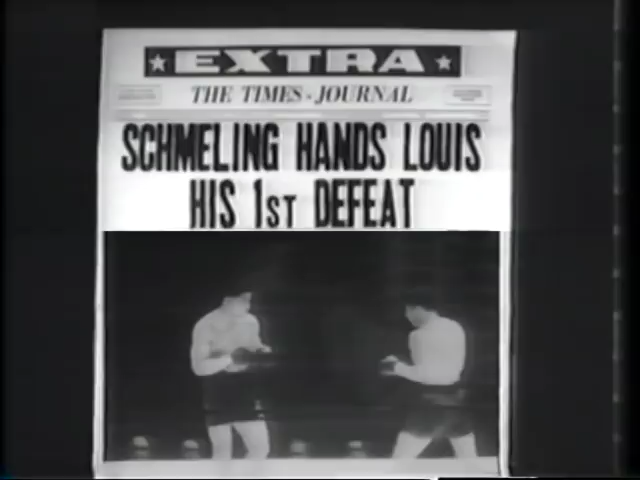 EXTRA
THE TIMES-JOURNAL
SCHMELING HANDS LOUIS
HIS 1ST DEFEAT